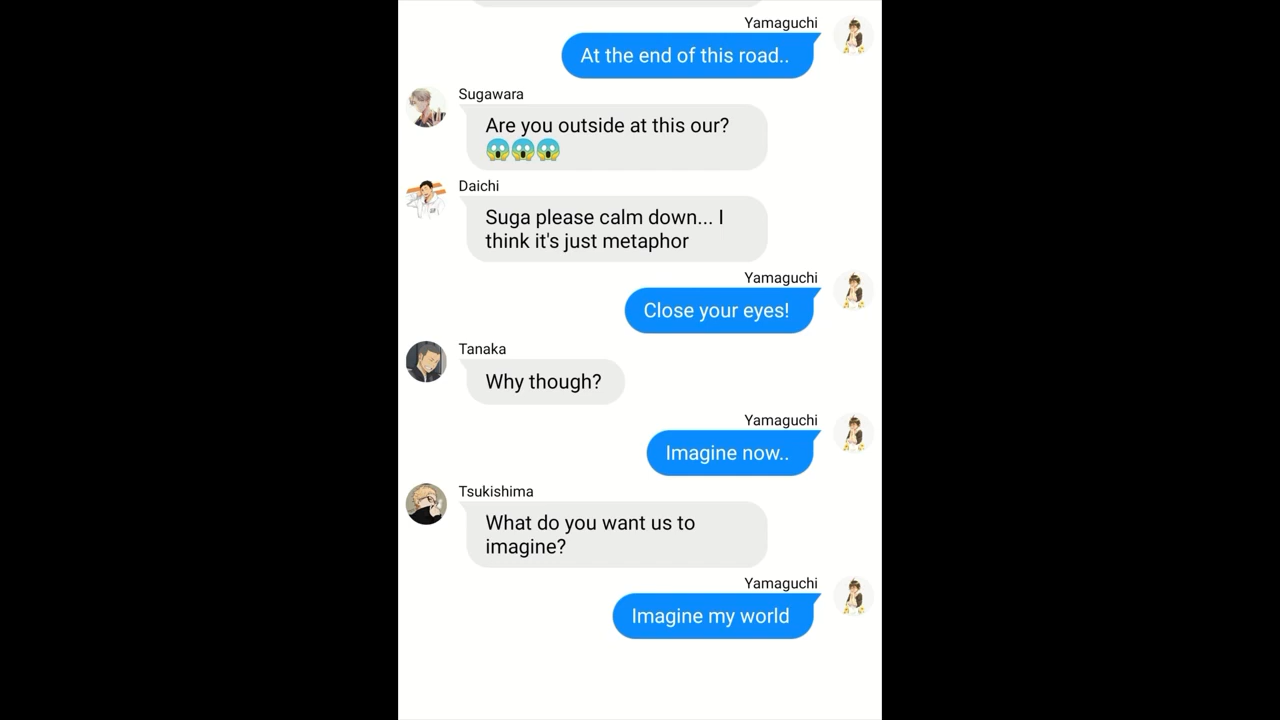 Yamaguchi
At the end of this road..
Sugawara
Are you outside at this our?
😱😱😱
Daichi
Suga please calm down... I
think it's just metaphor
Yamaguchi
Close your eyes!
Tanaka
Why though?
Yamaguchi
Imagine now..
Tsukishima
What do you want us to
imagine?
Yamaguchi
Imagine my world